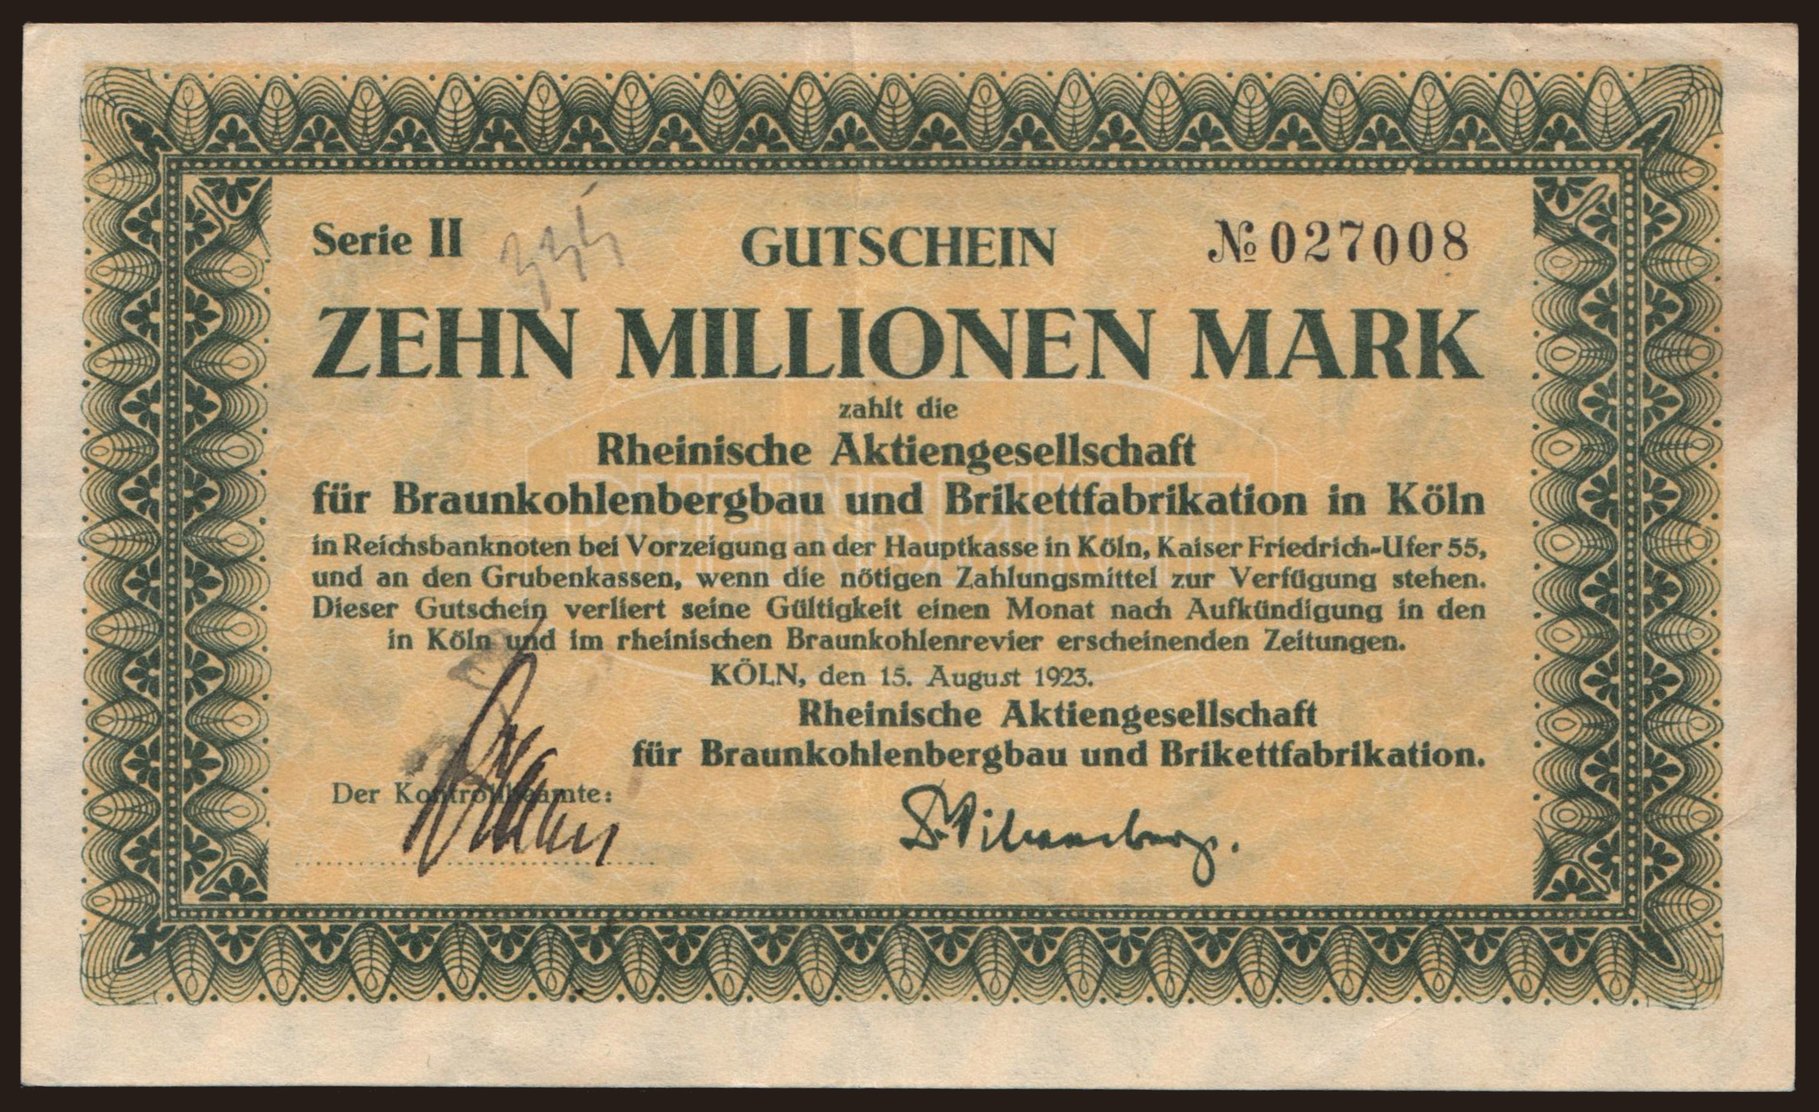 Serie II GUTSCHEIN № 027008
ZEHN MILLIONEN MARK
zahlt die
Rheinische Aktiengesellschaft
für Braunkohlenbergbau und Brikettfabrikation in Köln
in Reichsbanknoten bei Vorzeigung an der Hauptkasse in Köln, Kaiser Friedrich-Ufer 55,
und an den Grubenkassen, wenn die nötigen Zahlungsmittel zur Verfügung stehen.
Dieser Gutschein verliert seine Gültigkeit einen Monat nach Aufkündigung in den
in Köln und im rheinischen Braunkohlenrevier erscheinenden Zeitungen.
KÖLN, den 15. August 1923.
Rheinische Aktiengesellschaft
für Braunkohlenbergbau und Brikettfabrikation.
Der Kontrollbeamte: